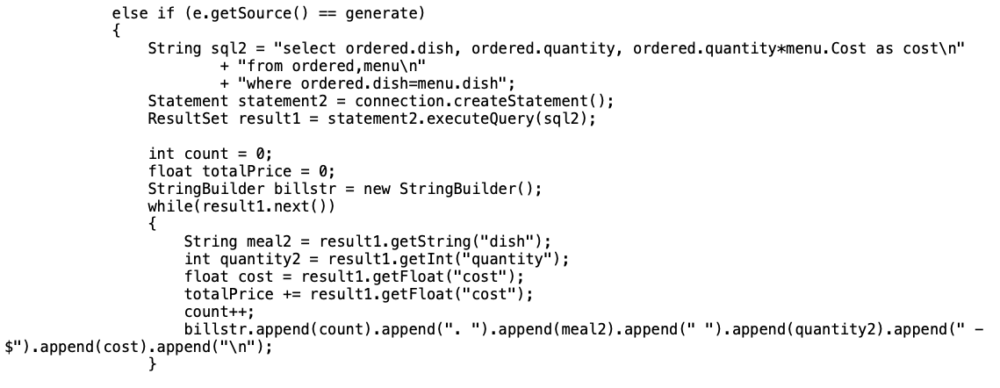 else if (e.getSource() == generate)
{
String sql2 = "select ordered.dish, ordered.quantity, ordered.quantity*menu.Cost as cost\n"
+ "from ordered,menu\n"
+ "where ordered.dish=menu.dish";
Statement statement2 = connection.createStatement();
ResultSet result1 = statement2.executeQuery(sql2);

int count = 0;
float totalPrice = 0;
StringBuilder billstr = new StringBuilder();
while(result1.next())
{
String meal2 = result1.getString("dish");
int quantity2 = result1.getInt("quantity");
float cost = result1.getFloat("cost");
totalPrice += result1.getFloat("cost");
count++;
billstr.append(count).append(". ").append(meal2).append(" ").append(quantity2).append(" -
$").append(cost).append("\n");
}